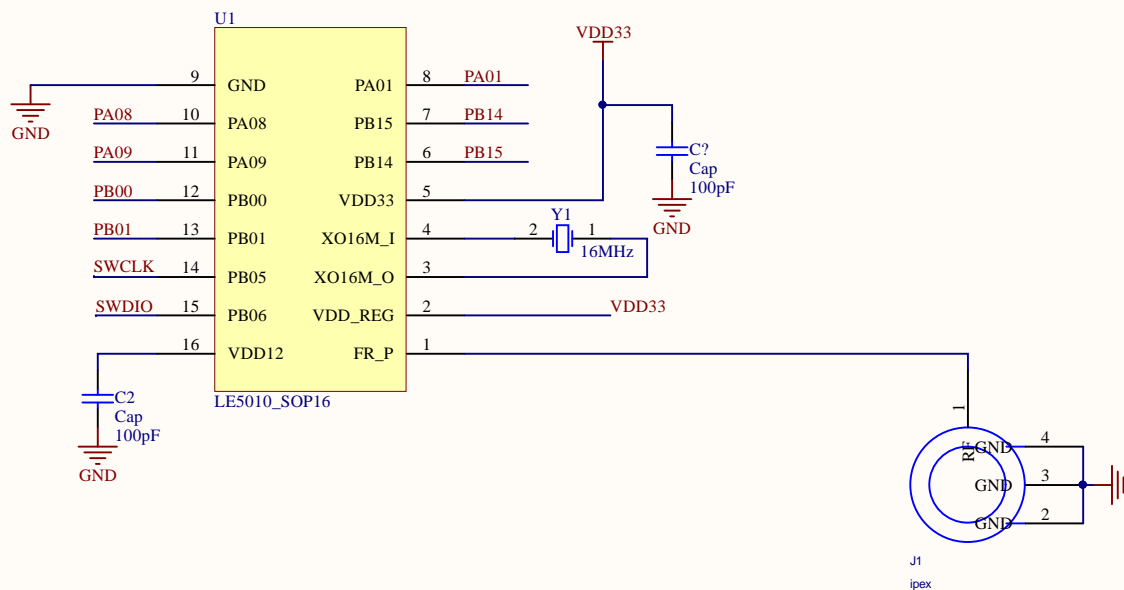 U1
VDD33
9 GND PA01 8 PA01
GND
PA08 10 PA08 PB15 7 PB14
PA09 11 PA09 PB14 6 PB15
C?
Cap
100pF
PB00 12 PB00 VDD33 5
GND
Y1
PB01 13 PB01 XO16M_I 4 2 1
16MHz
SWCLK 14 PB05 XO16M_O 3
SWDIO 15 PB06 VDD_REG 2 VDD33
16 VDD12 FR_P 1
C2
Cap
100pF
GND
LE5010_SOP16
1
RF
GND 4
GND 3
GND 2
J1
ipex